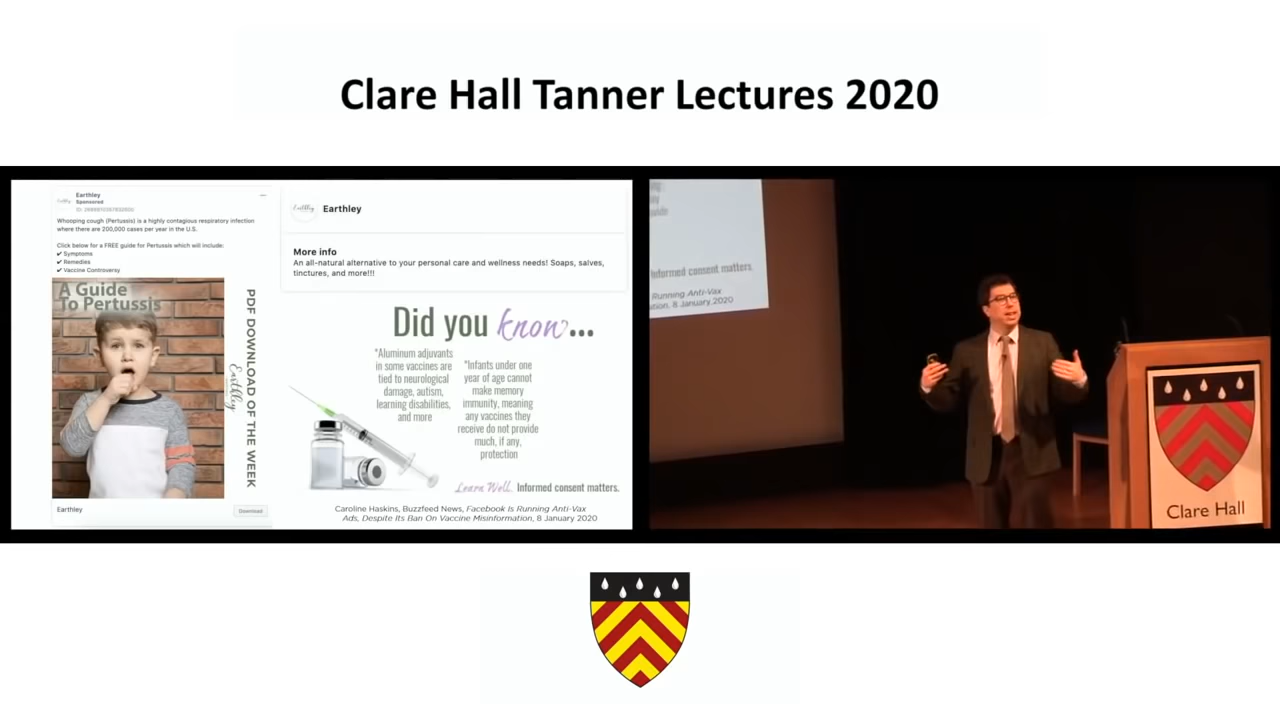 Clare Hall Tanner Lectures 2020
Earthley
Sponsored
Whooping cough (Pertussis) is a highly contagious respiratory infection
where there are 200,000 cases per year in the U.S.
Click below for a FREE guide for Pertussis which will include:
✔ Symptoms
✔ Remedies
✔ Vaccine Controversy
A Guide
To Pertussis
PDF DOWNLOAD OF THE WEEK
Earthley
Earthley
Download
Earthley
Earthley
More info
An all-natural alternative to your personal care and wellness needs! Soaps, salves,
tinctures, and more!!!
Did you know...
*Aluminum adjuvants
in some vaccines are
tied to neurological
damage, autism,
learning disabilities,
and more
*Infants under one
year of age cannot
make memory
immunity, meaning
any vaccines they
receive do not provide
much, if any,
protection
Learn Well. Informed consent matters.
Caroline Haskins, Buzzfeed News, Facebook Is Running Anti-Vax
Ads, Despite Its Ban On Vaccine Misinformation, 8 January 2020
Informed consent matters.
Running Anti-Vax
8 January 2020
Clare Hall